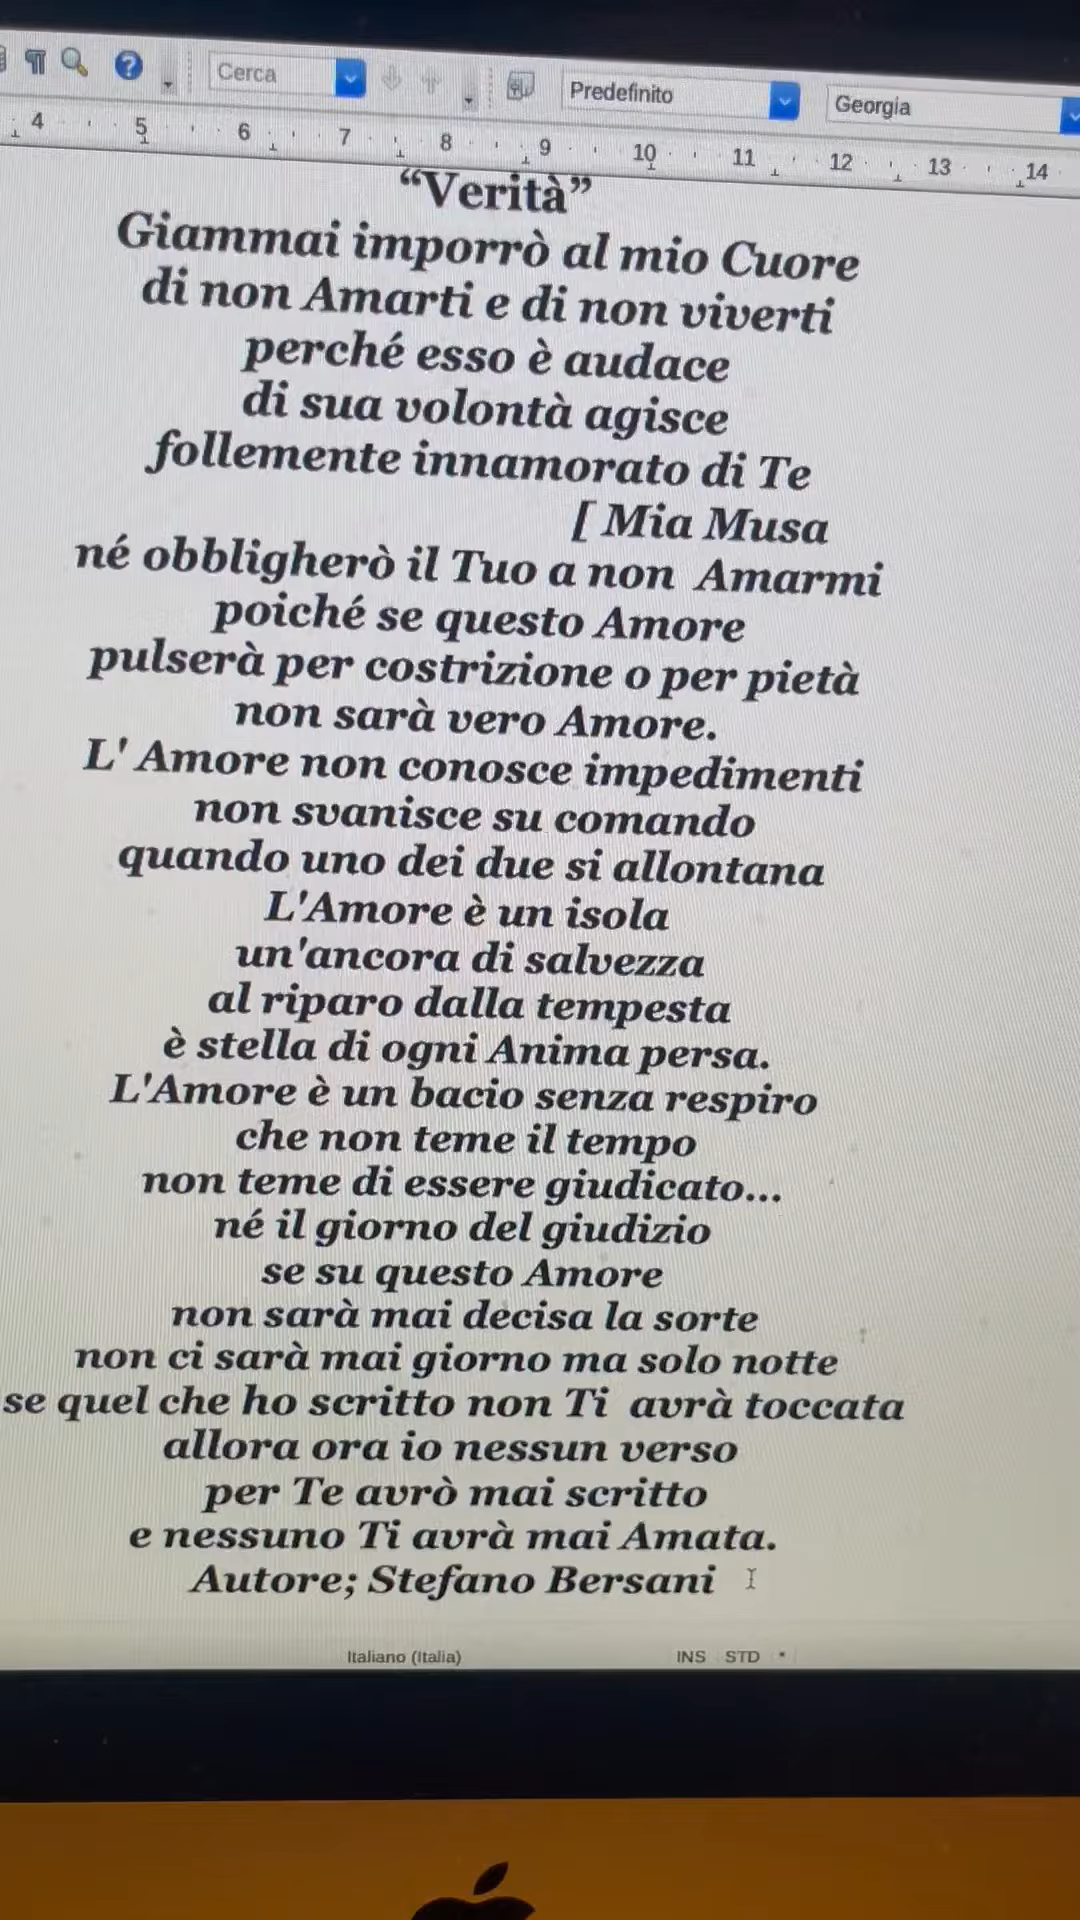 Cerca
Predefinito
Georgia
4 5 6 7 8 9 10 11 12 13 14
“Verità”
Giammai imporrò al mio Cuore
di non Amarti e di non viverti
perché esso è audace
di sua volontà agisce
follemente innamorato di Te
[ Mia Musa
né obbligherò il Tuo a non Amarmi
poiché se questo Amore
pulserà per costrizione o per pietà
non sarà vero Amore.
L' Amore non conosce impedimenti
non svanisce su comando
quando uno dei due si allontana
L'Amore è un isola
un'ancora di salvezza
al riparo dalla tempesta
è stella di ogni Anima persa.
L'Amore è un bacio senza respiro
che non teme il tempo
non teme di essere giudicato...
né il giorno del giudizio
se su questo Amore
non sarà mai decisa la sorte
non ci sarà mai giorno ma solo notte
se quel che ho scritto non Ti avrà toccata
allora ora io nessun verso
per Te avrò mai scritto
e nessuno Ti avrà mai Amata.
Autore; Stefano Bersani
Italiano (Italia) INS STD *